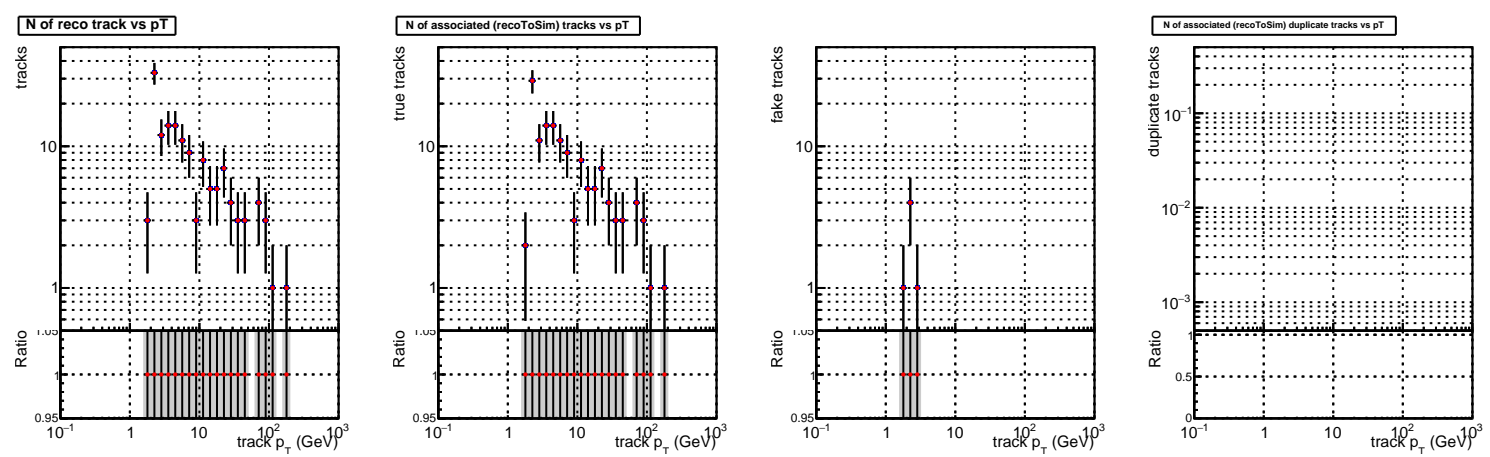 N of reco track vs pT
tracks
10
1
1.05
Ratio
1
0.95
10⁻¹ 1 10 10² 10³
track p_T (GeV)
N of associated (recoToSim) tracks vs pT
true tracks
10
1
1.05
Ratio
1
0.95
10⁻¹ 1 10 10² 10³
track p_T (GeV)
fake tracks
10
1
1.05
Ratio
1
0.95
10⁻¹ 1 10 10² 10³
track p_T (GeV)
N of associated (recoToSim) duplicate tracks vs pT
duplicate tracks
10⁻¹
10⁻²
10⁻³
Ratio
1
0.5
0
10⁻¹ 1 10 10² 10³
track p_T (GeV)